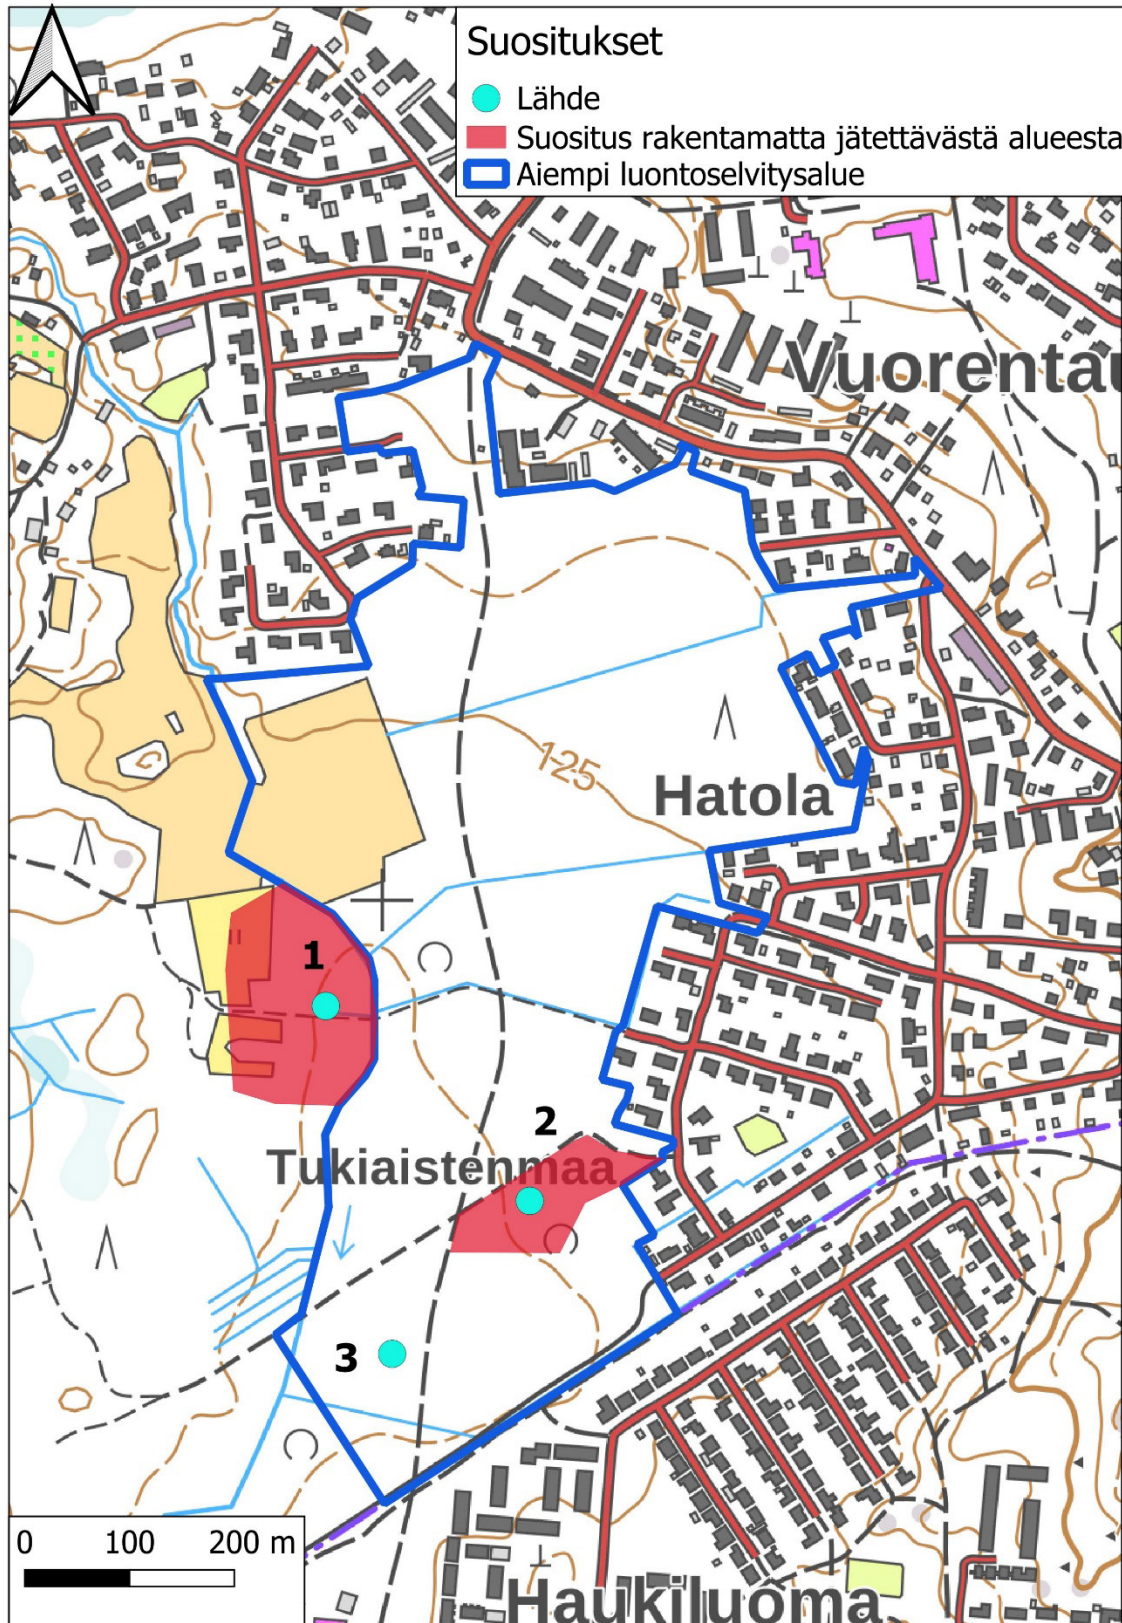 Suositukset
Lähde
Suositus rakentamatta jätettävästä alueesta
Aiempi luontoselvitysalue
Vuorentau
125
Hatola
1
2
Tukiaistenmaa
3
0 100 200 m
Haukiluoma